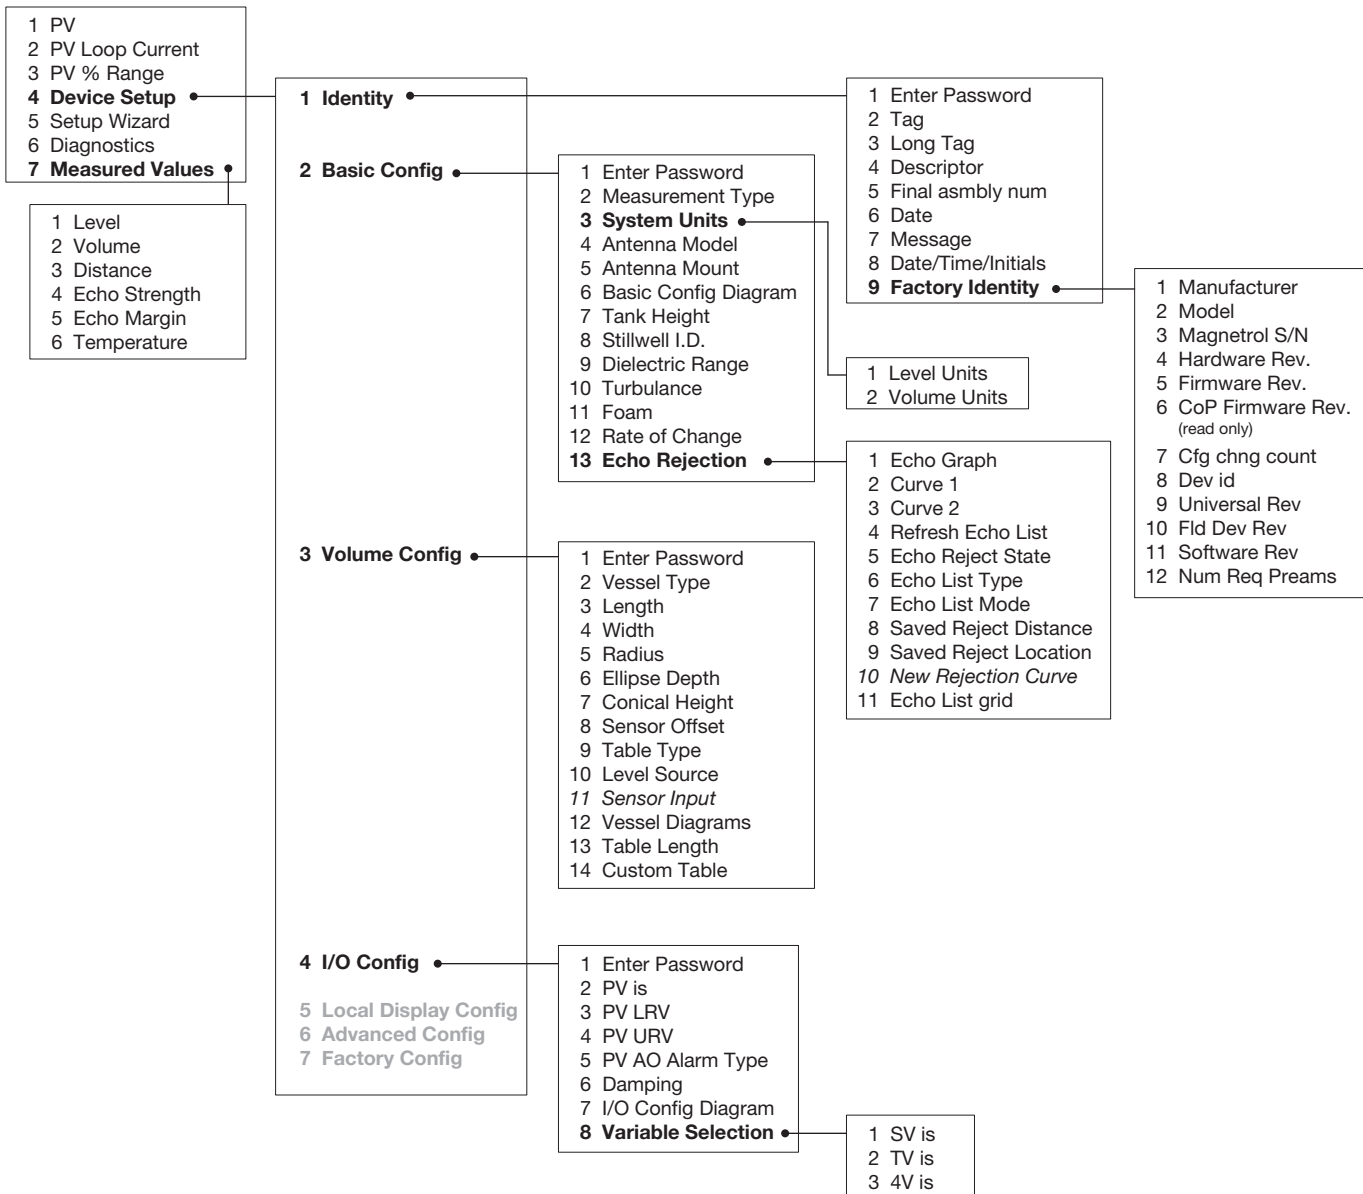 1 PV
2 PV Loop Current
3 PV % Range
4 Device Setup
5 Setup Wizard
6 Diagnostics
7 Measured Values
1 Level
2 Volume
3 Distance
4 Echo Strength
5 Echo Margin
6 Temperature
1 Identity
2 Basic Config
3 Volume Config
4 I/O Config
5 Local Display Config
6 Advanced Config
7 Factory Config
1 Enter Password
2 Measurement Type
3 System Units
4 Antenna Model
5 Antenna Mount
6 Basic Config Diagram
7 Tank Height
8 Stillwell I.D.
9 Dielectric Range
10 Turbulance
11 Foam
12 Rate of Change
13 Echo Rejection
1 Enter Password
2 Vessel Type
3 Length
4 Width
5 Radius
6 Ellipse Depth
7 Conical Height
8 Sensor Offset
9 Table Type
10 Level Source
11 Sensor Input
12 Vessel Diagrams
13 Table Length
14 Custom Table
1 Enter Password
2 PV is
3 PV LRV
4 PV URV
5 PV AO Alarm Type
6 Damping
7 I/O Config Diagram
8 Variable Selection
1 Enter Password
2 Tag
3 Long Tag
4 Descriptor
5 Final asmbly num
6 Date
7 Message
8 Date/Time/Initials
9 Factory Identity
1 Level Units
2 Volume Units
1 Echo Graph
2 Curve 1
3 Curve 2
4 Refresh Echo List
5 Echo Reject State
6 Echo List Type
7 Echo List Mode
8 Saved Reject Distance
9 Saved Reject Location
10 New Rejection Curve
11 Echo List grid
1 SV is
2 TV is
3 4V is
1 Manufacturer
2 Model
3 Magnetrol S/N
4 Hardware Rev.
5 Firmware Rev.
6 CoP Firmware Rev.
(read only)
7 Cfg chng count
8 Dev id
9 Universal Rev
10 Fld Dev Rev
11 Software Rev
12 Num Req Preams